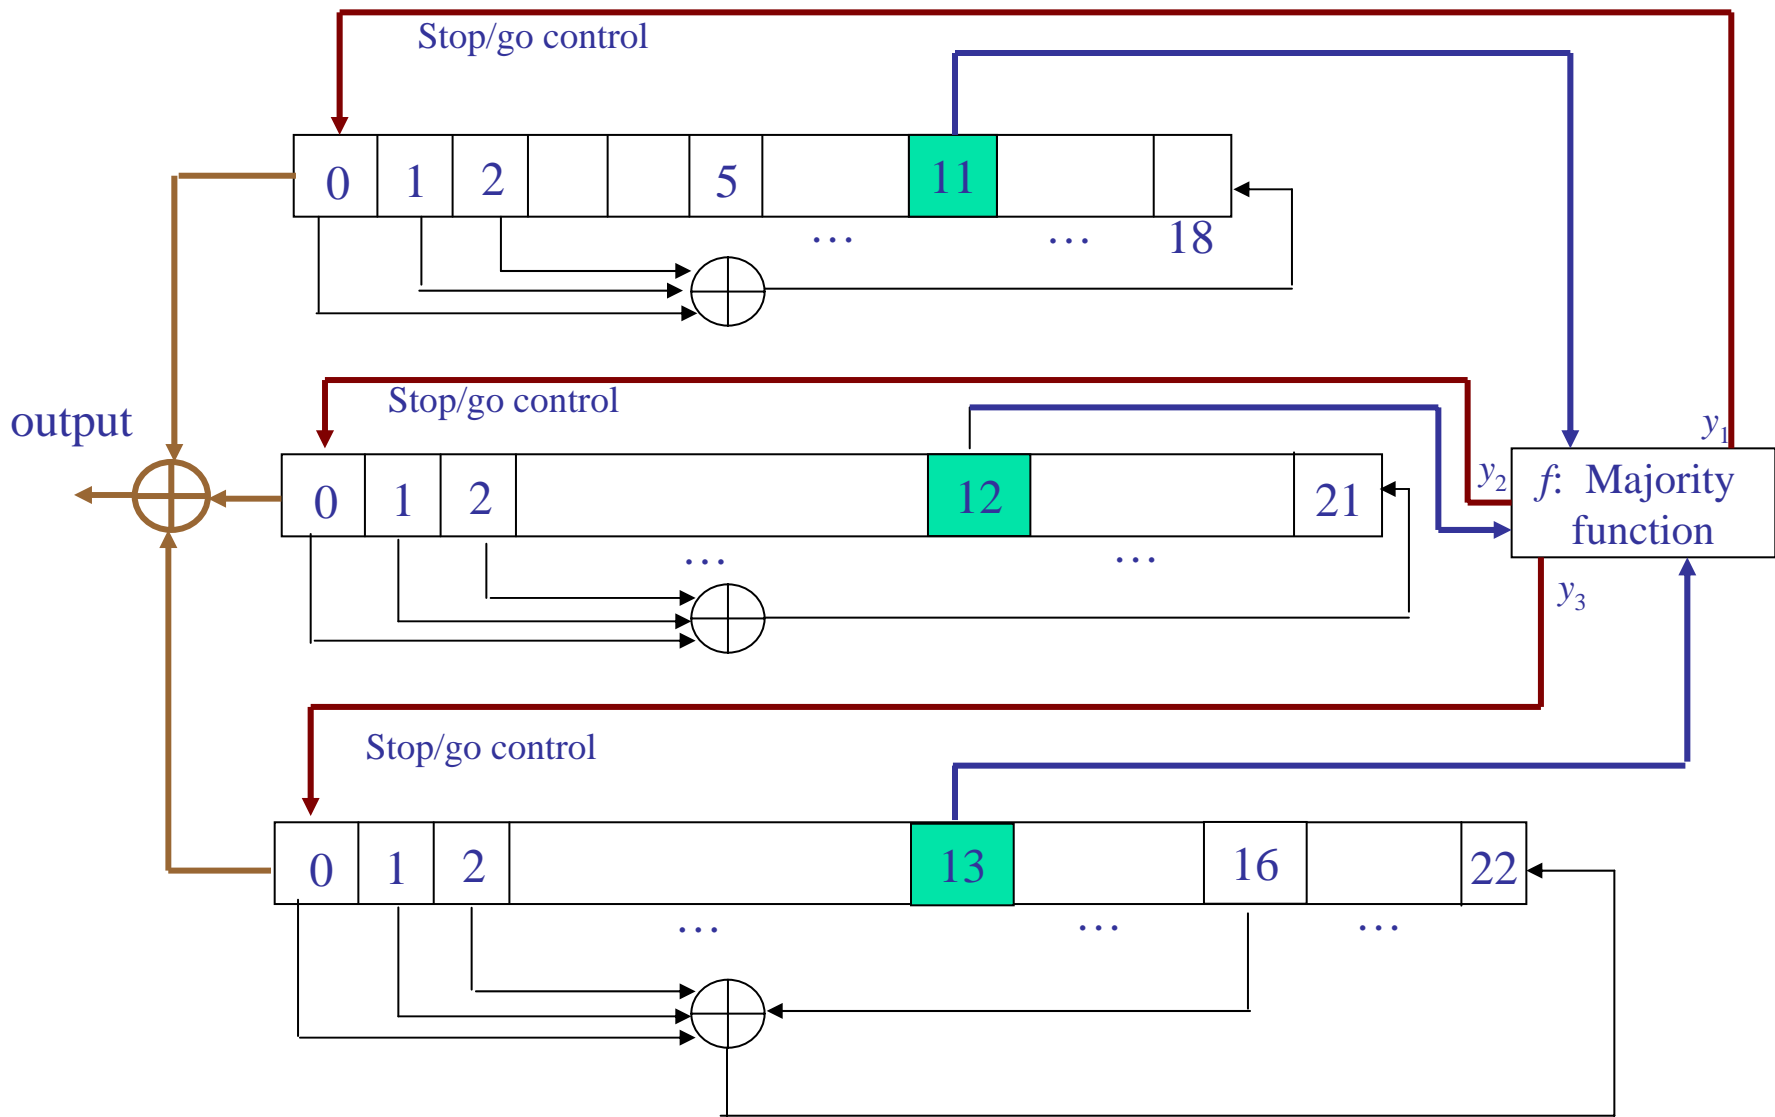 Stop/go control
0 1 2 5 11
… … 18
Stop/go control
output
y1
y2
f: Majority
function
0 1 2 12 21
… …
y3
Stop/go control
0 1 2 13 16 22
… … …